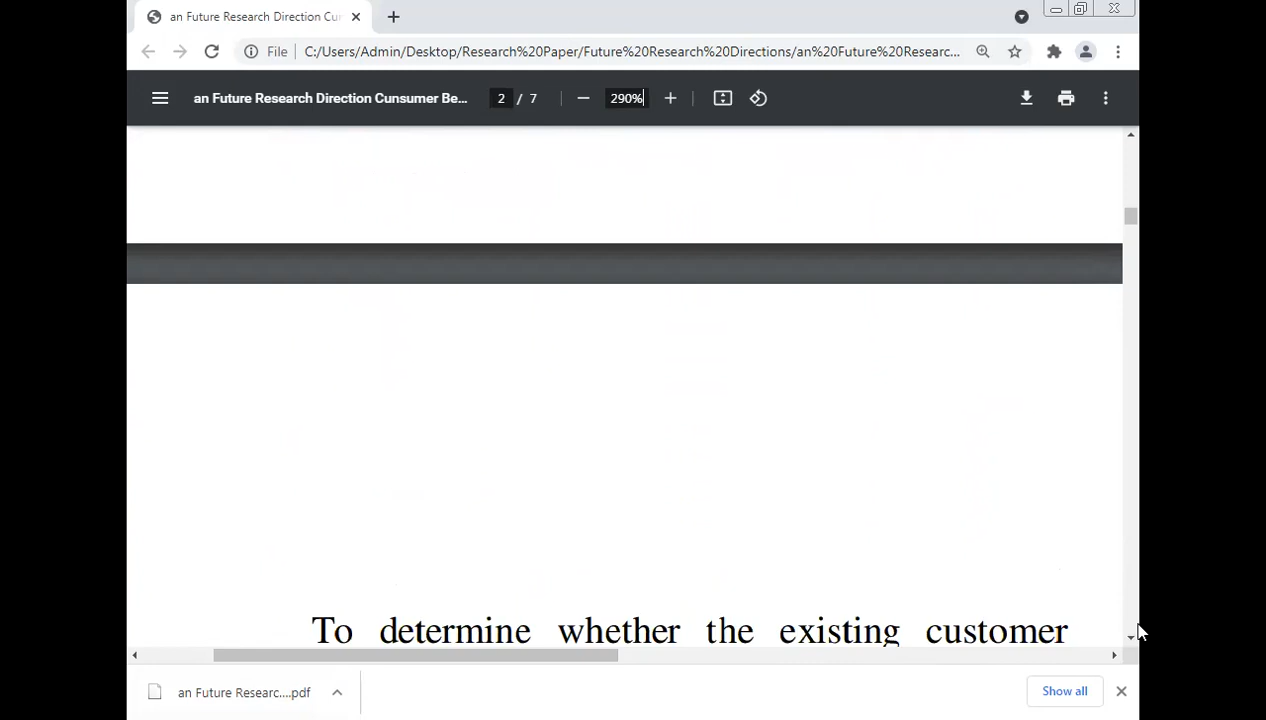 an Future Research Direction Cu
File C:/Users/Admin/Desktop/Research%20Paper/Future%20Research%20Directions/an%20Future%20Researc...
an Future Research Direction Cunsumer Be... 2 / 7 290%
To determine whether the existing customer
an Future Researc....pdf Show all